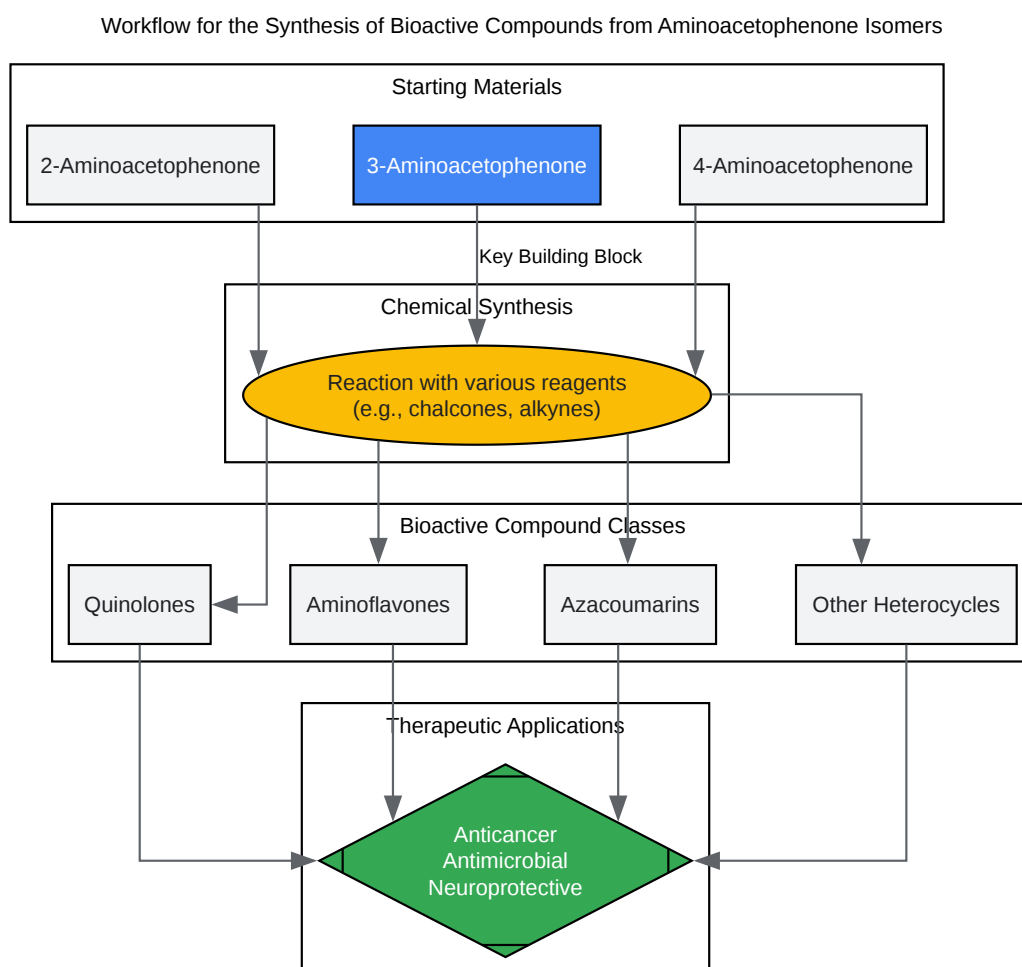 Workflow for the Synthesis of Bioactive Compounds from Aminoacetophenone Isomers
Starting Materials
2-Aminoacetophenone
3-Aminoacetophenone
4-Aminoacetophenone
Key Building Block
Chemical Synthesis
Reaction with various reagents
(e.g., chalcones, alkynes)
Bioactive Compound Classes
Quinolones
Aminoflavones
Azacoumarins
Other Heterocycles
Therapeutic Applications
Anticancer
Antimicrobial
Neuroprotective